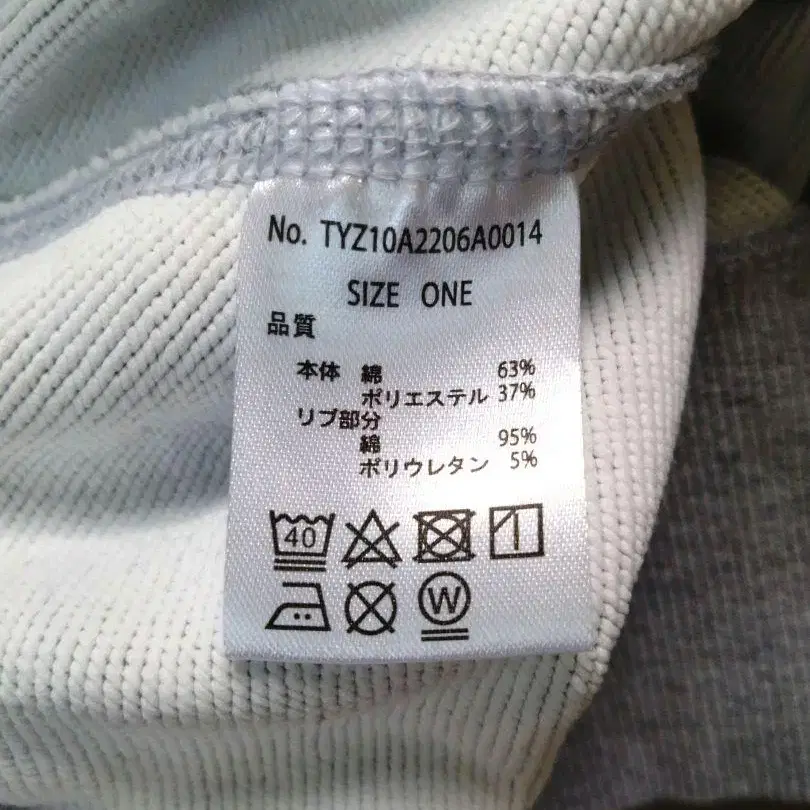 No. TYZ10A2206A0014
SIZE ONE
品質
本体 綿 63%
ポリエステル 37%
リブ部分
綿 95%
ポリウレタン 5%
40
W